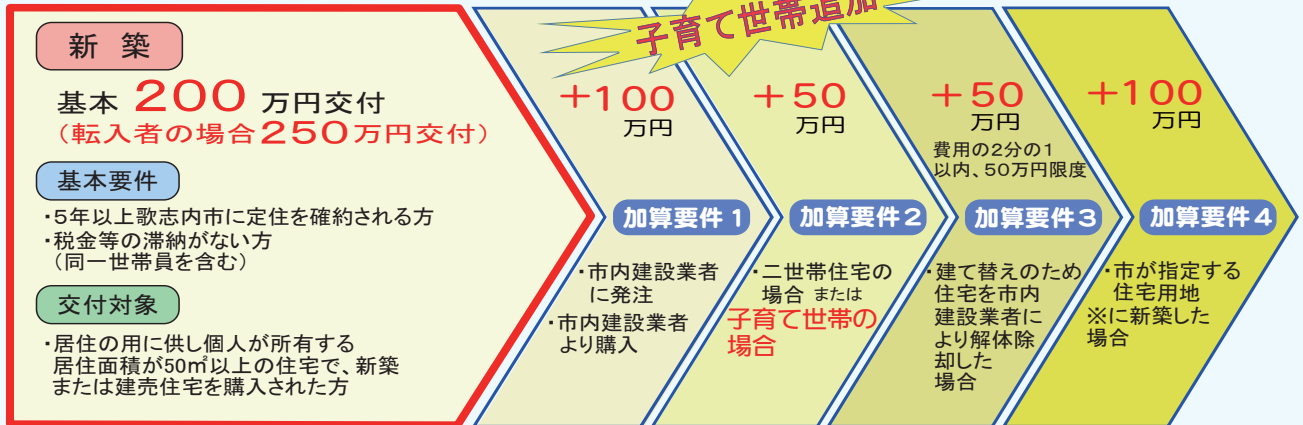 子育て世帯追加
新築
基本 200 万円交付
（転入者の場合250万円交付）
基本要件
・5年以上歌志内市に定住を確約される方
・税金等の滞納がない方
（同一世帯員を含む）
交付対象
・居住の用に供し個人が所有する
居住面積が50㎡以上の住宅で、新築
または建売住宅を購入された方
＋100
万円
加算要件1
・市内建設業者
に発注
・市内建設業者
より購入
＋50
万円
加算要件2
・二世帯住宅の
場合 または
子育て世帯の
場合
＋50
万円
費用の2分の1
以内、50万円限度
加算要件3
・建て替えのため
住宅を市内
建設業者に
より解体除
却した
場合
＋100
万円
加算要件4
・市が指定する
住宅用地
※に新築した
場合